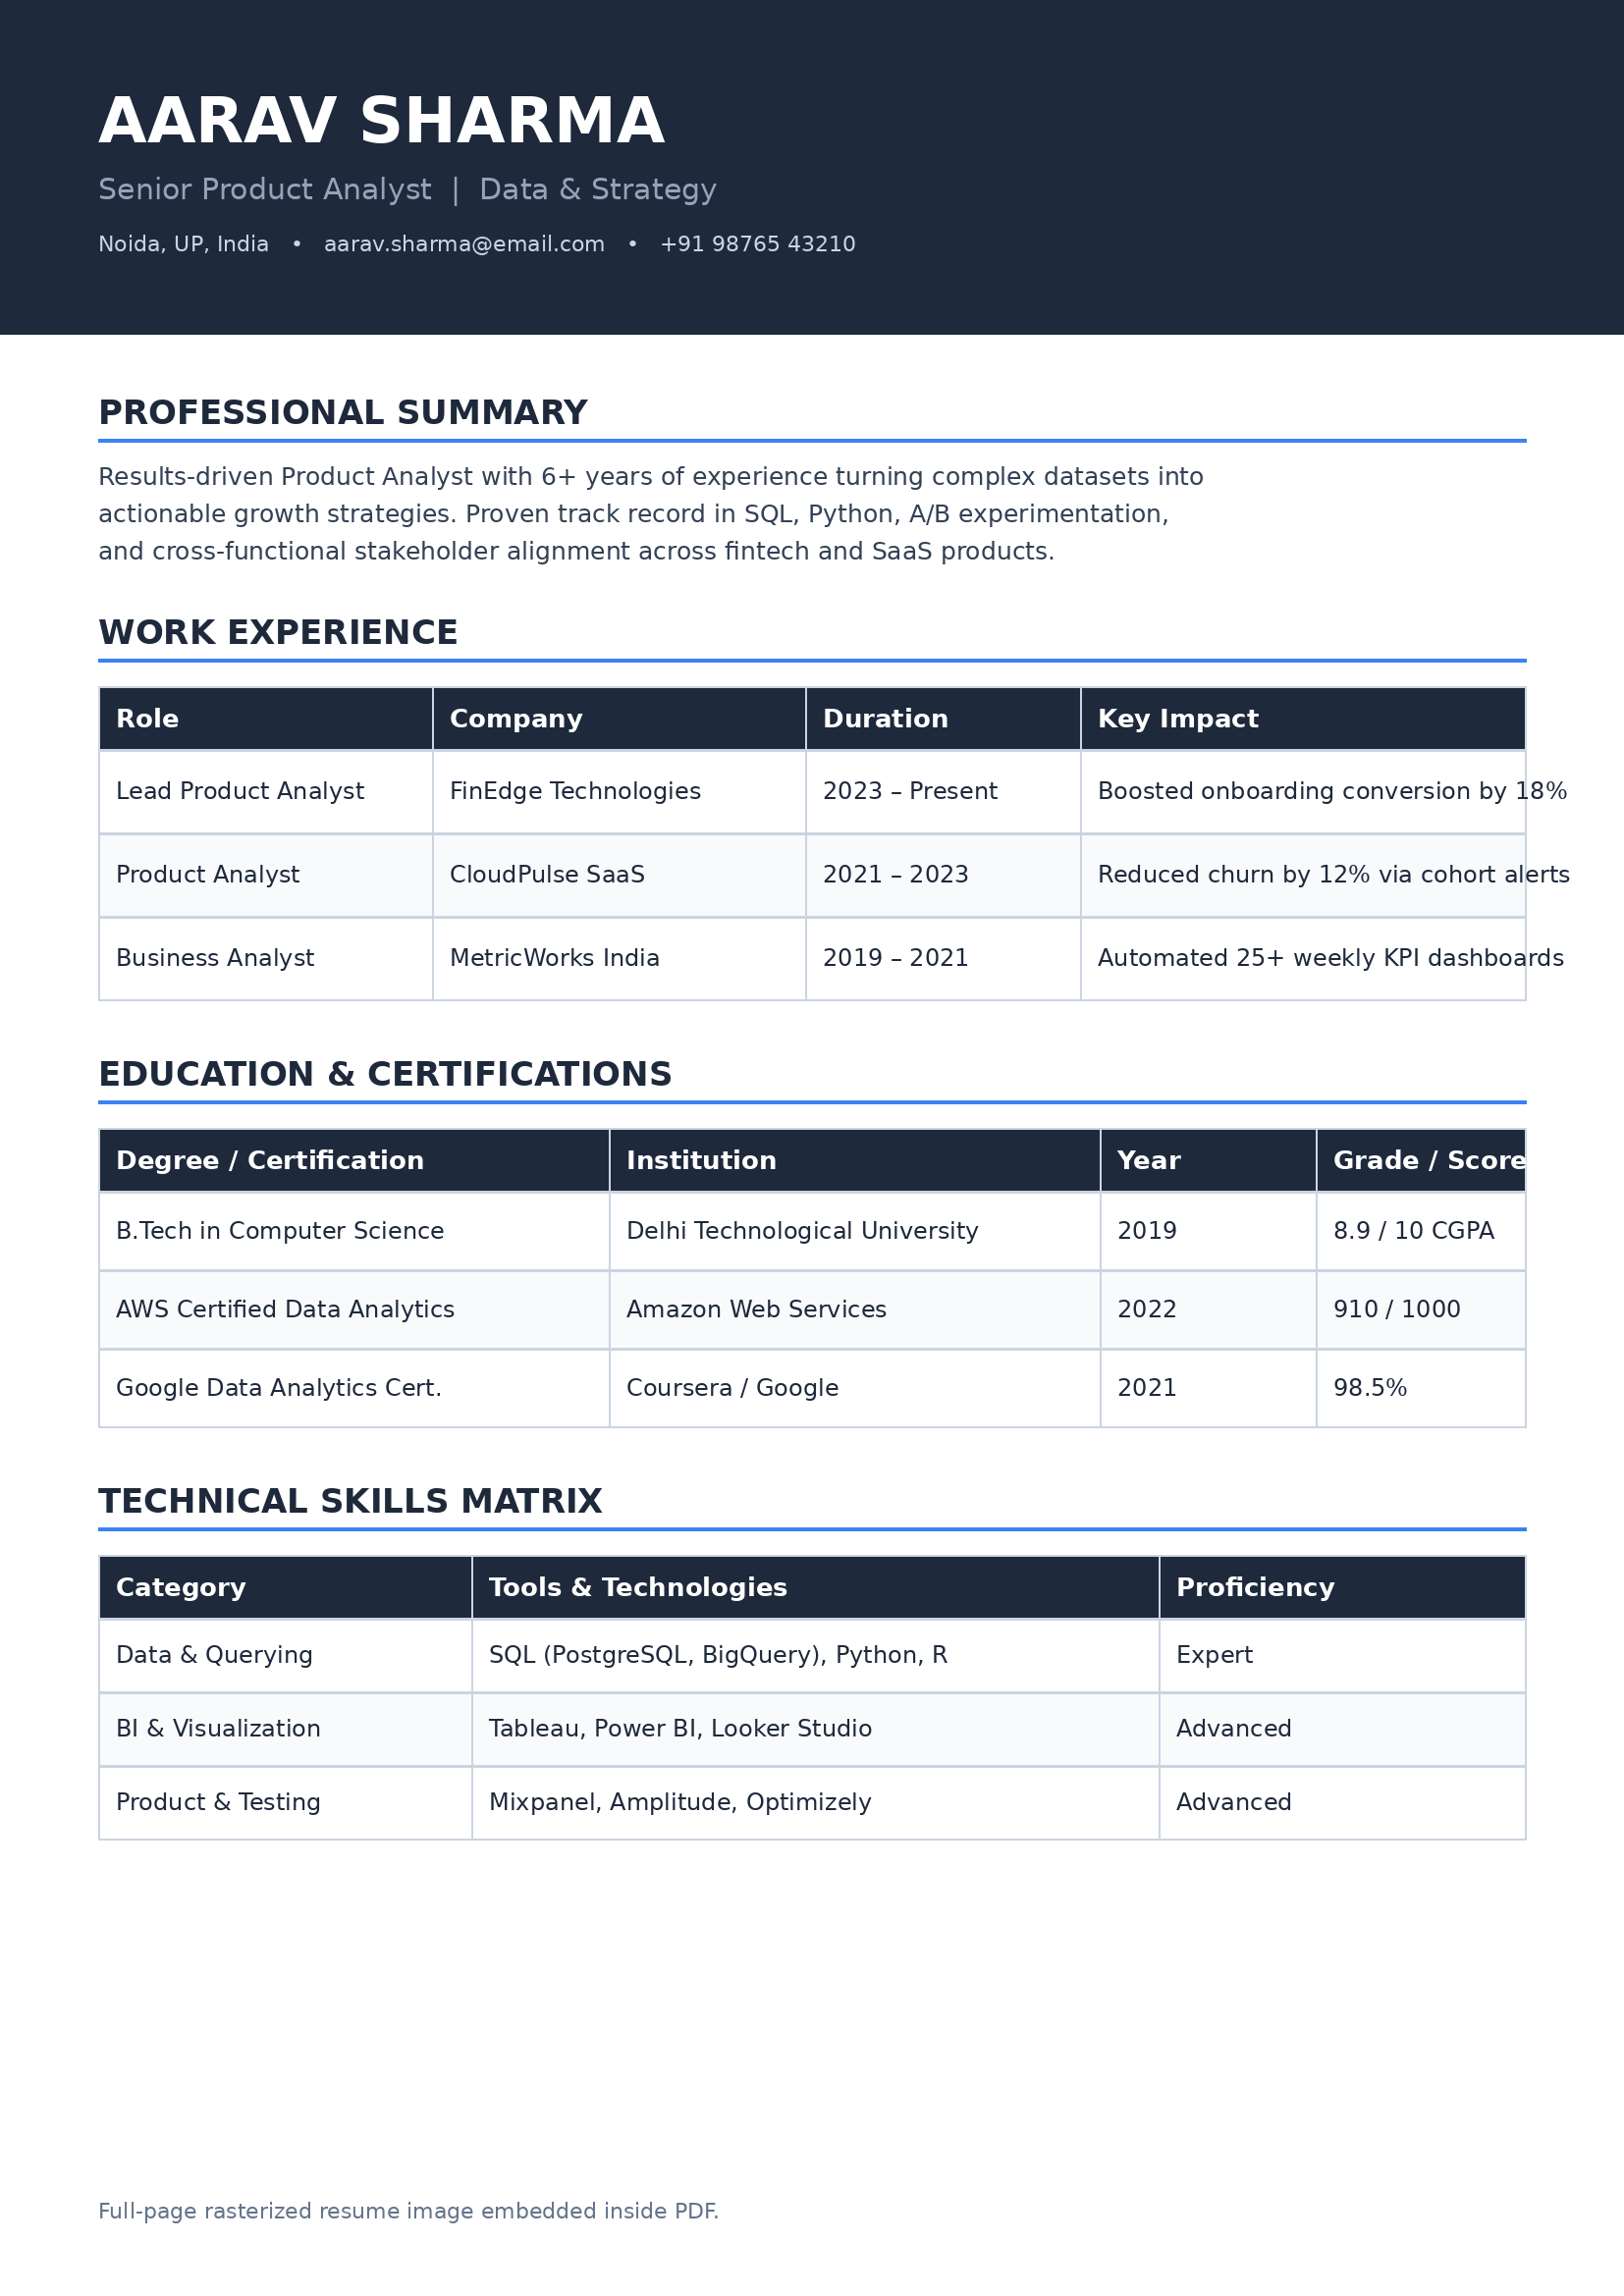 AARAV SHARMA
Senior Product Analyst | Data & Strategy
Noida, UP, India • aarav.sharma@email.com • +91 98765 43210
PROFESSIONAL SUMMARY
Results-driven Product Analyst with 6+ years of experience turning complex datasets into
actionable growth strategies. Proven track record in SQL, Python, A/B experimentation,
and cross-functional stakeholder alignment across fintech and SaaS products.
WORK EXPERIENCE
Role Company Duration Key Impact
Lead Product Analyst FinEdge Technologies 2023 – Present Boosted onboarding conversion by 18%
Product Analyst CloudPulse SaaS 2021 – 2023 Reduced churn by 12% via cohort alerts
Business Analyst MetricWorks India 2019 – 2021 Automated 25+ weekly KPI dashboards
EDUCATION & CERTIFICATIONS
Degree / Certification Institution Year Grade / Score
B.Tech in Computer Science Delhi Technological University 2019 8.9 / 10 CGPA
AWS Certified Data Analytics Amazon Web Services 2022 910 / 1000
Google Data Analytics Cert. Coursera / Google 2021 98.5%
TECHNICAL SKILLS MATRIX
Category Tools & Technologies Proficiency
Data & Querying SQL (PostgreSQL, BigQuery), Python, R Expert
BI & Visualization Tableau, Power BI, Looker Studio Advanced
Product & Testing Mixpanel, Amplitude, Optimizely Advanced
Full-page rasterized resume image embedded inside PDF.